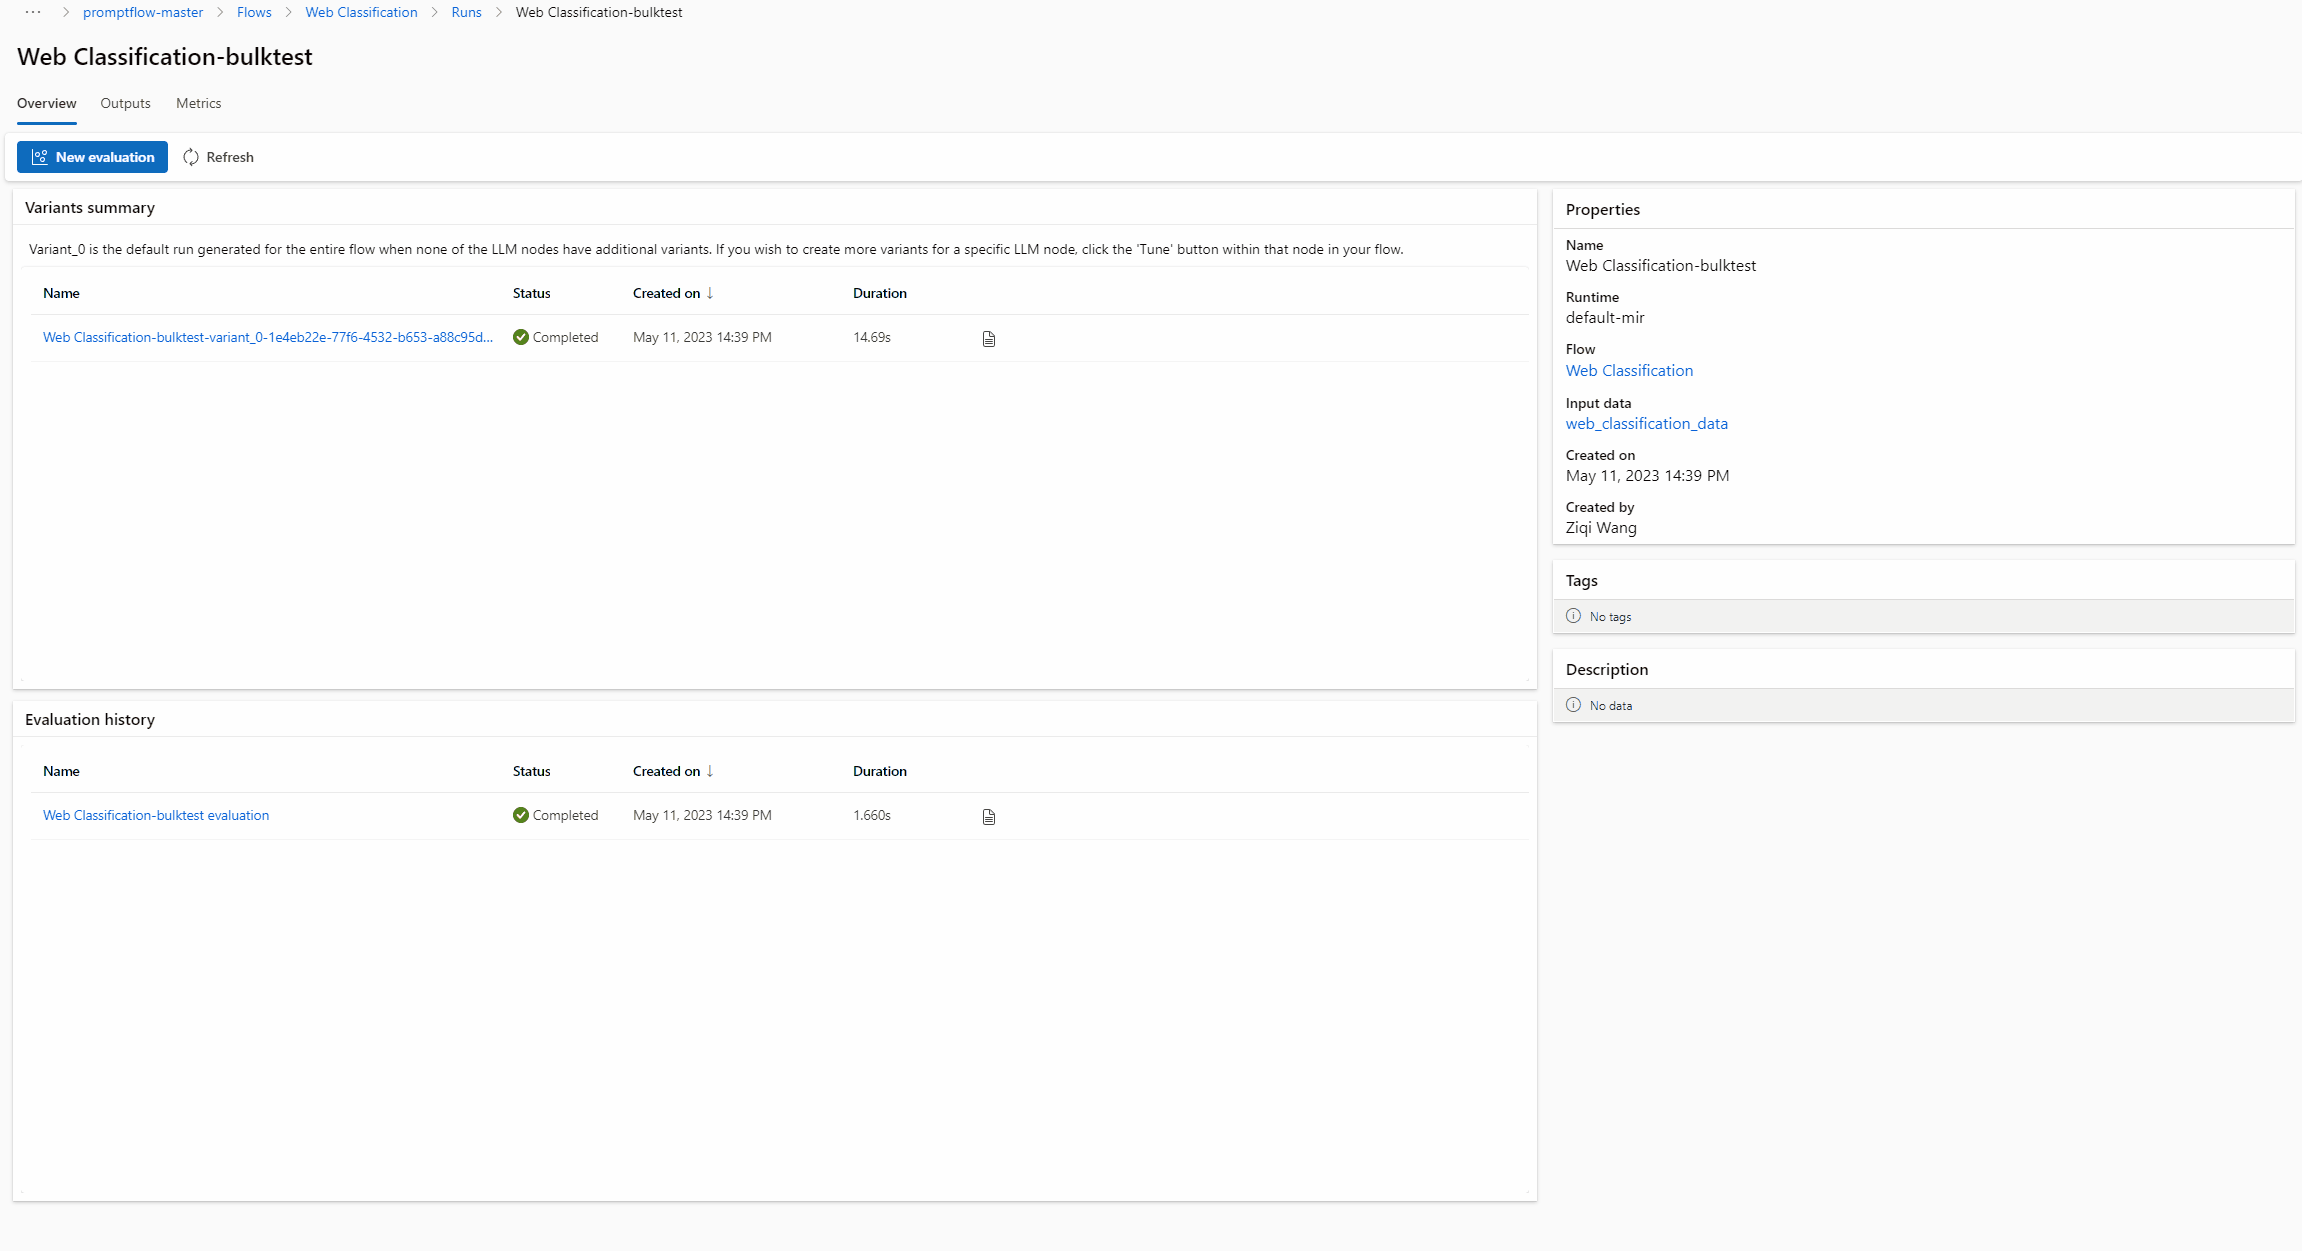 ··· promptflow-master Flows Web Classification Runs Web Classification-bulktest
Web Classification-bulktest
Overview Outputs Metrics
New evaluation Refresh
Variants summary
Variant_0 is the default run generated for the entire flow when none of the LLM nodes have additional variants. If you wish to create more variants for a specific LLM node, click the 'Tune' button within that node in your flow.
Name Status Created on ↓ Duration
Web Classification-bulktest-variant_0-1e4eb22e-77f6-4532-b653-a88c95d... Completed May 11, 2023 14:39 PM 14.69s
Evaluation history
Name Status Created on ↓ Duration
Web Classification-bulktest evaluation Completed May 11, 2023 14:39 PM 1.660s
Properties
Name
Web Classification-bulktest
Runtime
default-mir
Flow
Web Classification
Input data
web_classification_data
Created on
May 11, 2023 14:39 PM
Created by
Ziqi Wang
Tags
No tags
Description
No data